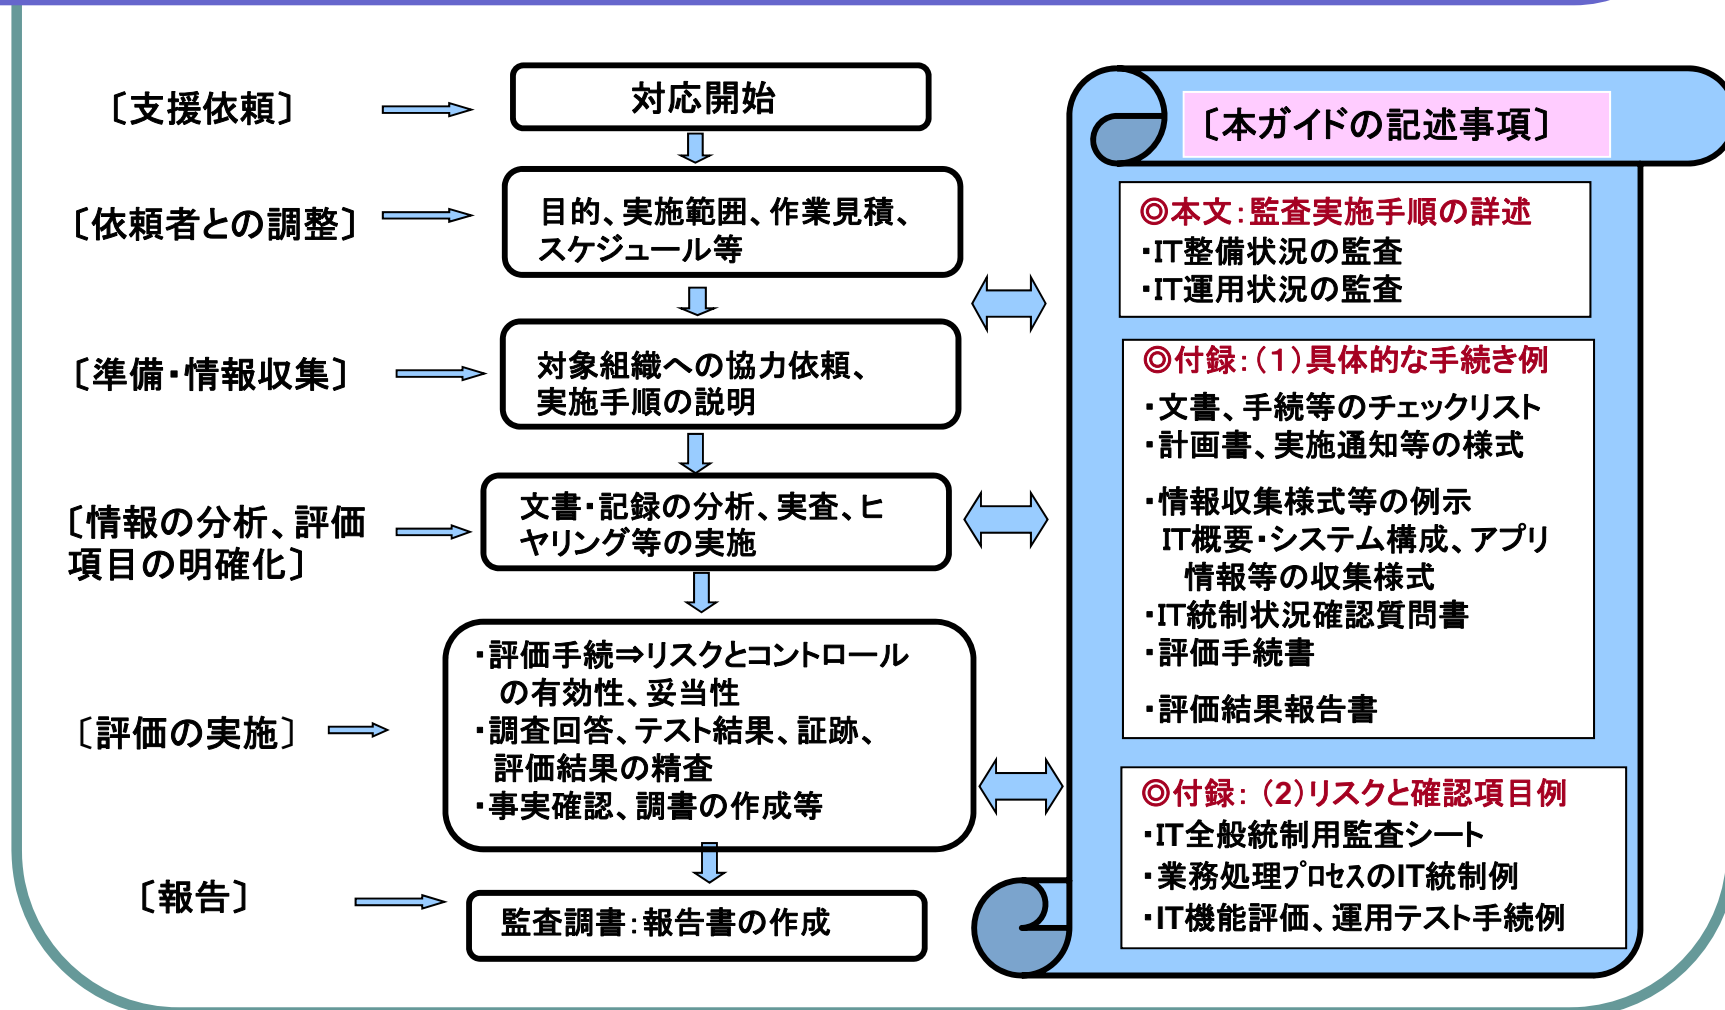 〔支援依頼〕
対応開始
〔依頼者との調整〕
目的、実施範囲、作業見積、
スケジュール等
〔準備・情報収集〕
対象組織への協力依頼、
実施手順の説明
〔情報の分析、評価
項目の明確化〕
文書・記録の分析、実査、ヒ
ヤリング等の実施
〔評価の実施〕
・評価手続⇒リスクとコントロール
の有効性、妥当性
・調査回答、テスト結果、証跡、
評価結果の精査
・事実確認、調書の作成等
〔報告〕
監査調書：報告書の作成
〔本ガイドの記述事項〕
◎本文：監査実施手順の詳述
・IT整備状況の監査
・IT運用状況の監査
◎付録：（1）具体的な手続き例
・文書、手続等のチェックリスト
・計画書、実施通知等の様式
・情報収集様式等の例示
IT概要・システム構成、アプリ
情報等の収集様式
・IT統制状況確認質問書
・評価手続書
・評価結果報告書
◎付録：（2）リスクと確認項目例
・IT全般統制用監査シート
・業務処理プロセスのIT統制例
・IT機能評価、運用テスト手続例